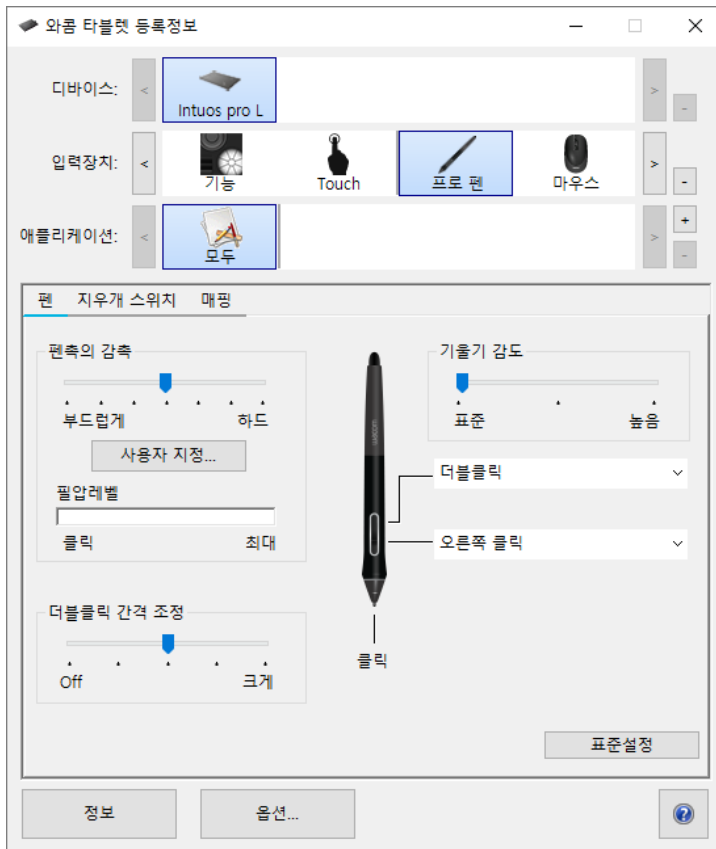 와콤 타블렛 등록정보
디바이스:
Intuos pro L
입력장치:
기능 Touch 프로 펜 마우스
애플리케이션:
모두
펜 지우개 스위치 매핑
펜촉의 감촉
부드럽게 하드
사용자 지정...
필압레벨
클릭 최대
더블클릭 간격 조정
Off 크게
기울기 감도
표준 높음
더블클릭
오른쪽 클릭
클릭
표준설정
정보 옵션...